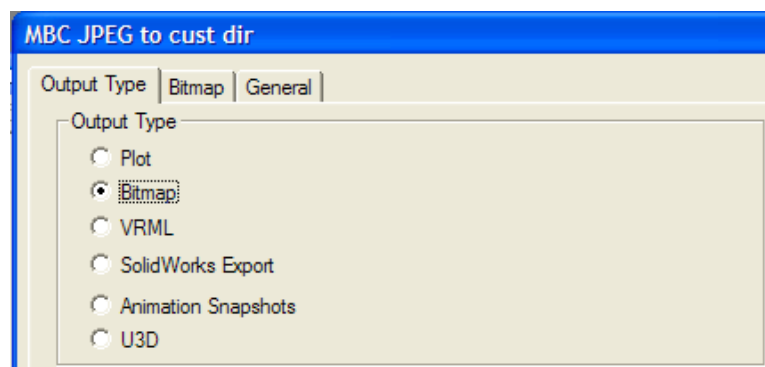 MBC JPEG to cust dir
Output Type Bitmap General
Output Type
Plot
Bitmap
VRML
SolidWorks Export
Animation Snapshots
U3D